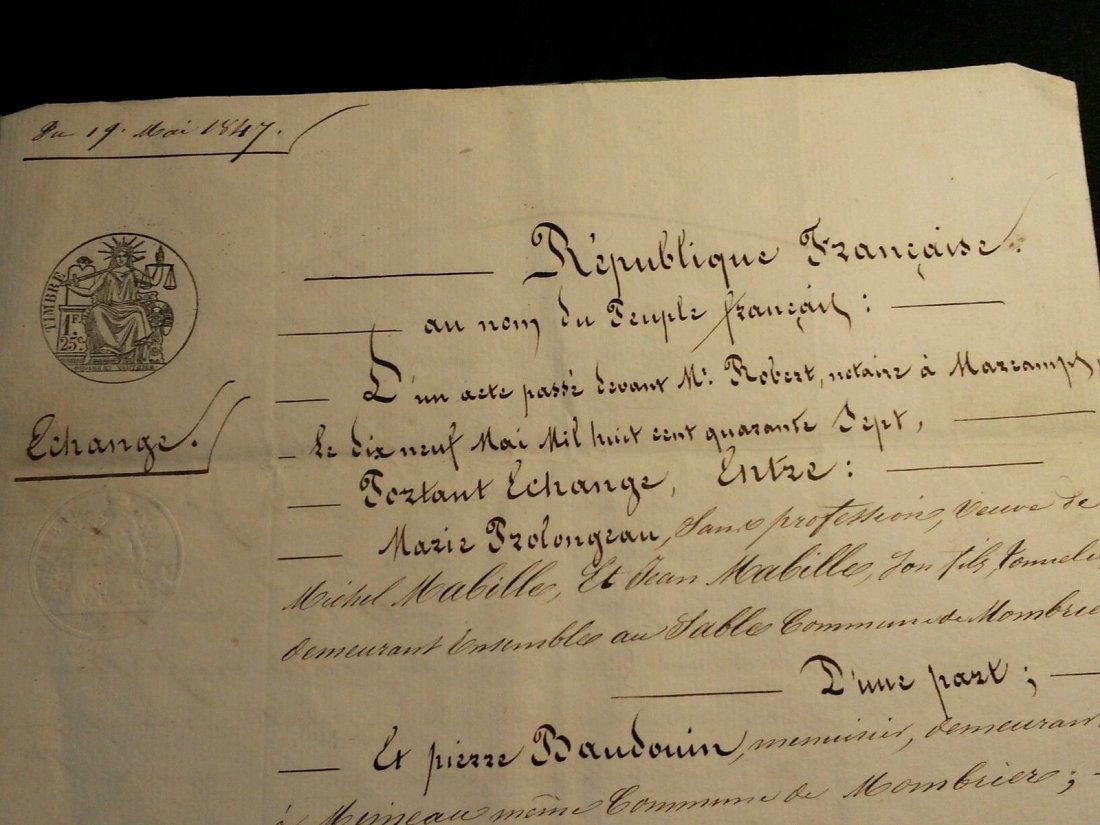 Du 19. Mai 1847.
TIMBRE
1 F.
25 c.
République Française.
au nom du Peuple français :
D'un acte passé devant Mr. Robert, notaire à Marcamps,
Le dix neuf Mai Mil huit cent quarante Sept,
Echange.
Portant Echange, Entre :
Marie Prolongeau, Sans profession, Veuve de
Michel Mabille, Et Jean Mabille, Son fils, tonnelie
demeurant Ensemble au Sable Commune de Mombrie
D'une part ;
Et pierre Baudouin, menuisier, demeurant
à Mineau même Commune de Mombrier ;